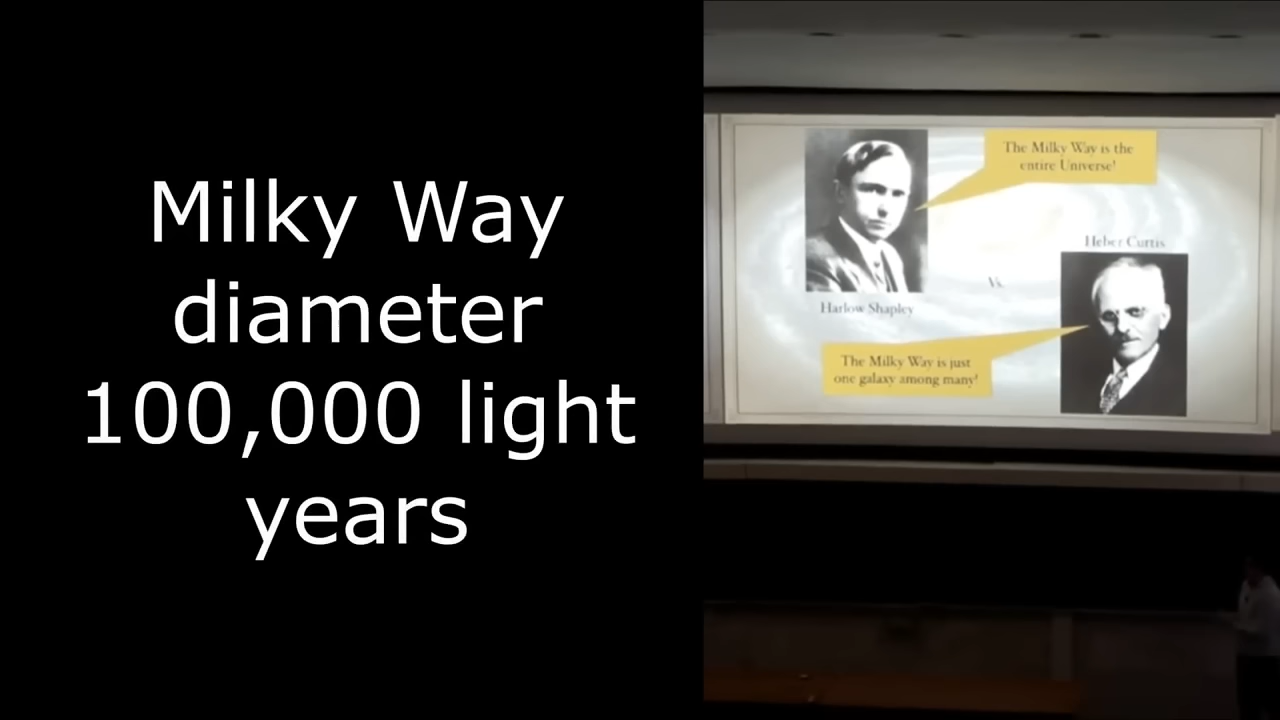 Milky Way
diameter
100,000 light
years
The Milky Way is the
entire Universe!
Heber Curtis
Vs.
Harlow Shapley
The Milky Way is just
one galaxy among many!